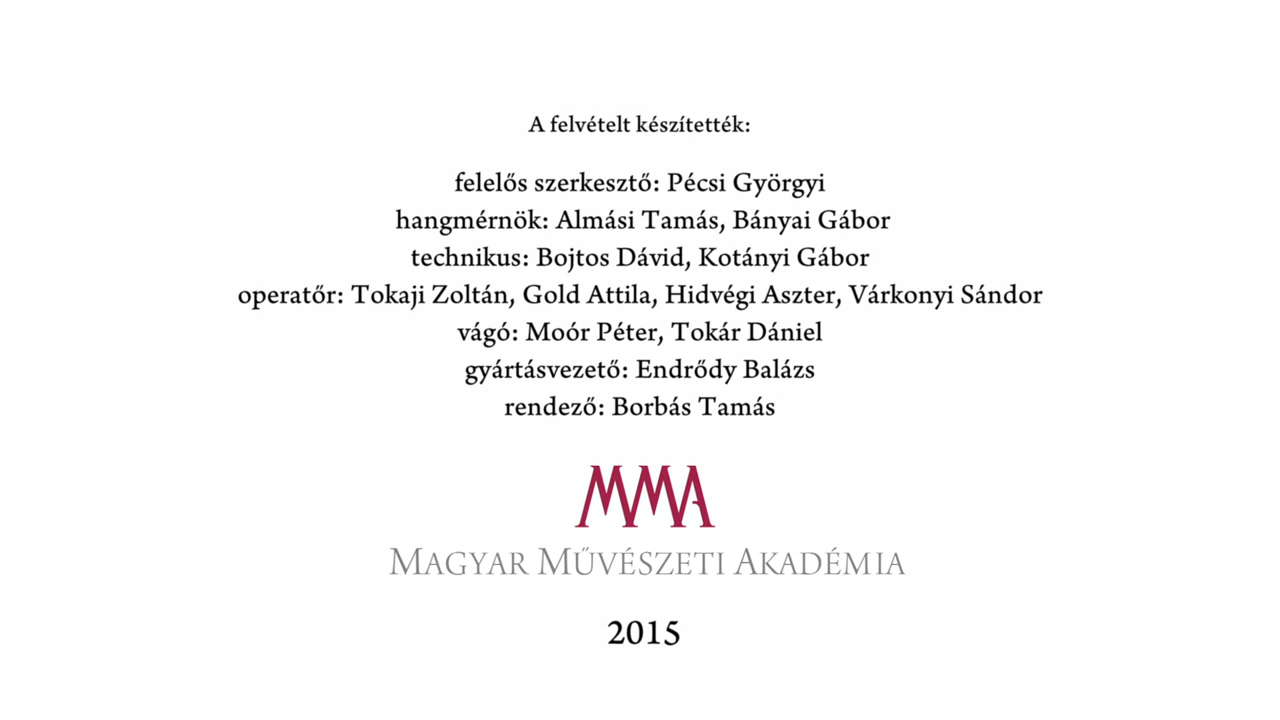 A felvételt készítették:
felelős szerkesztő: Pécsi Györgyi
hangmérnök: Almási Tamás, Bányai Gábor
technikus: Bojtos Dávid, Kotányi Gábor
operatőr: Tokaji Zoltán, Gold Attila, Hidvégi Aszter, Várkonyi Sándor
vágó: Moór Péter, Tokár Dániel
gyártásvezető: Endrődy Balázs
rendező: Borbás Tamás
MMA
MAGYAR MŰVÉSZETI AKADÉMIA
2015